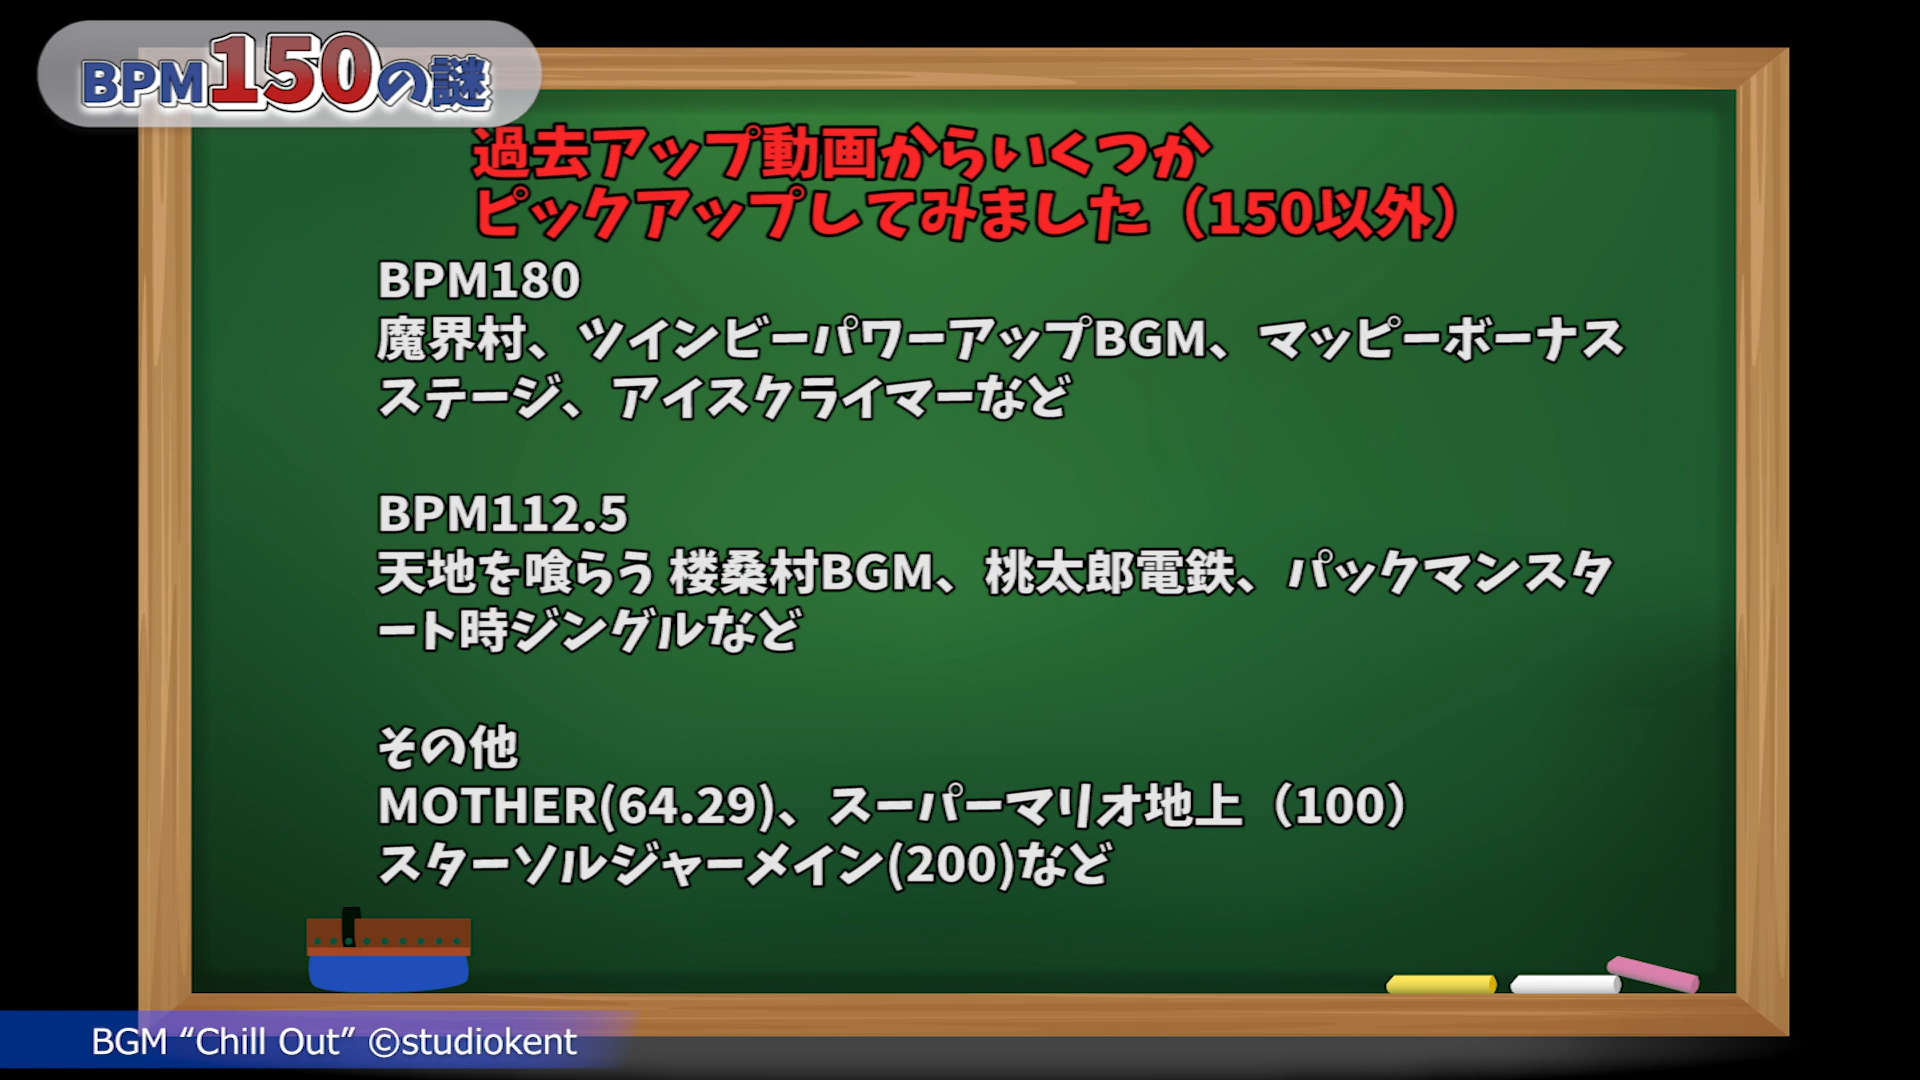 BPM150の謎
過去アップ動画からいくつか
ピックアップしてみました（150以外）
BPM180
魔界村、ツインビーパワーアップBGM、マッピーボーナス
ステージ、アイスクライマーなど
BPM112.5
天地を喰らう 楼桑村BGM、桃太郎電鉄、パックマンスタ
ート時ジングルなど
その他
MOTHER(64.29)、スーパーマリオ地上（100）
スターソルジャーメイン(200)など
BGM “Chill Out” ©studiokent